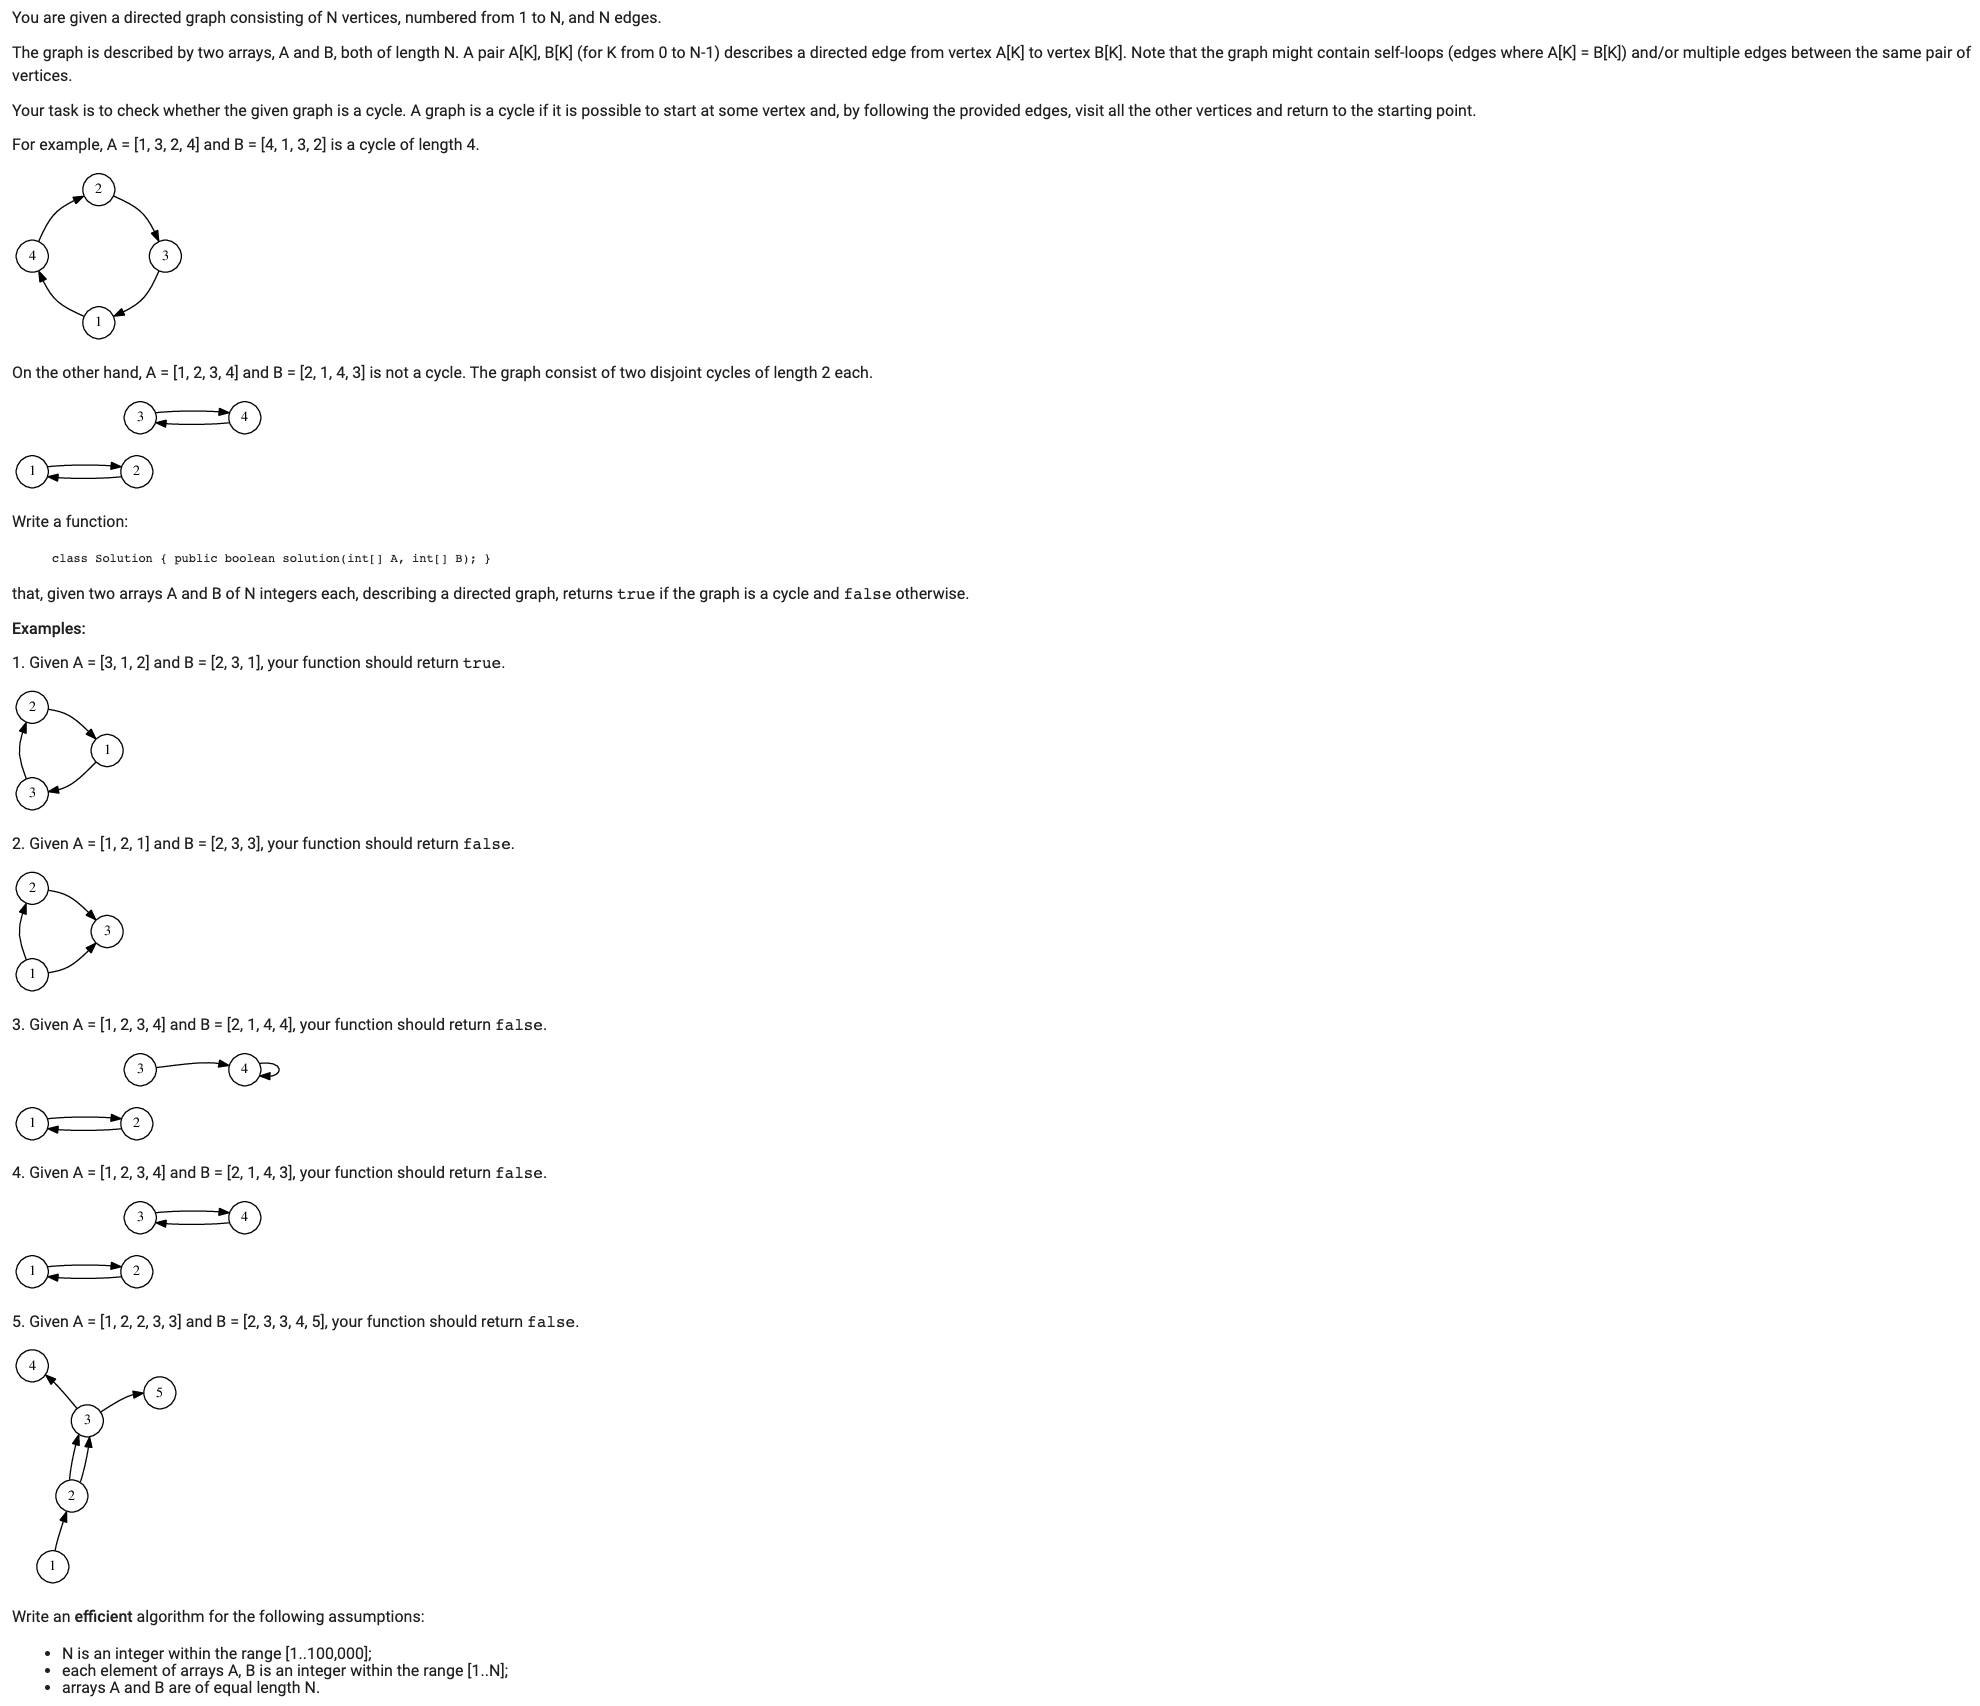 You are given a directed graph consisting of N vertices, numbered from 1 to N, and N edges.
The graph is described by two arrays, A and B, both of length N. A pair A[K], B[K] (for K from 0 to N-1) describes a directed edge from vertex A[K] to vertex B[K]. Note that the graph might contain self-loops (edges where A[K] = B[K]) and/or multiple edges between the same pair of
vertices.
Your task is to check whether the given graph is a cycle. A graph is a cycle if it is possible to start at some vertex and, by following the provided edges, visit all the other vertices and return to the starting point.
For example, A = [1, 3, 2, 4] and B = [4, 1, 3, 2] is a cycle of length 4.
2
4
3
1
On the other hand, A = [1, 2, 3, 4] and B = [2, 1, 4, 3] is not a cycle. The graph consist of two disjoint cycles of length 2 each.
3 4
1 2
Write a function:
class Solution { public boolean solution(int[] A, int[] B); }
that, given two arrays A and B of N integers each, describing a directed graph, returns true if the graph is a cycle and false otherwise.
Examples:
1. Given A = [3, 1, 2] and B = [2, 3, 1], your function should return true.
2
1
3
2. Given A = [1, 2, 1] and B = [2, 3, 3], your function should return false.
2
3
1
3. Given A = [1, 2, 3, 4] and B = [2, 1, 4, 4], your function should return false.
3 4
1 2
4. Given A = [1, 2, 3, 4] and B = [2, 1, 4, 3], your function should return false.
3 4
1 2
5. Given A = [1, 2, 2, 3, 3] and B = [2, 3, 3, 4, 5], your function should return false.
4
5
3
2
1
Write an efficient algorithm for the following assumptions:
• N is an integer within the range [1..100,000];
• each element of arrays A, B is an integer within the range [1..N];
• arrays A and B are of equal length N.